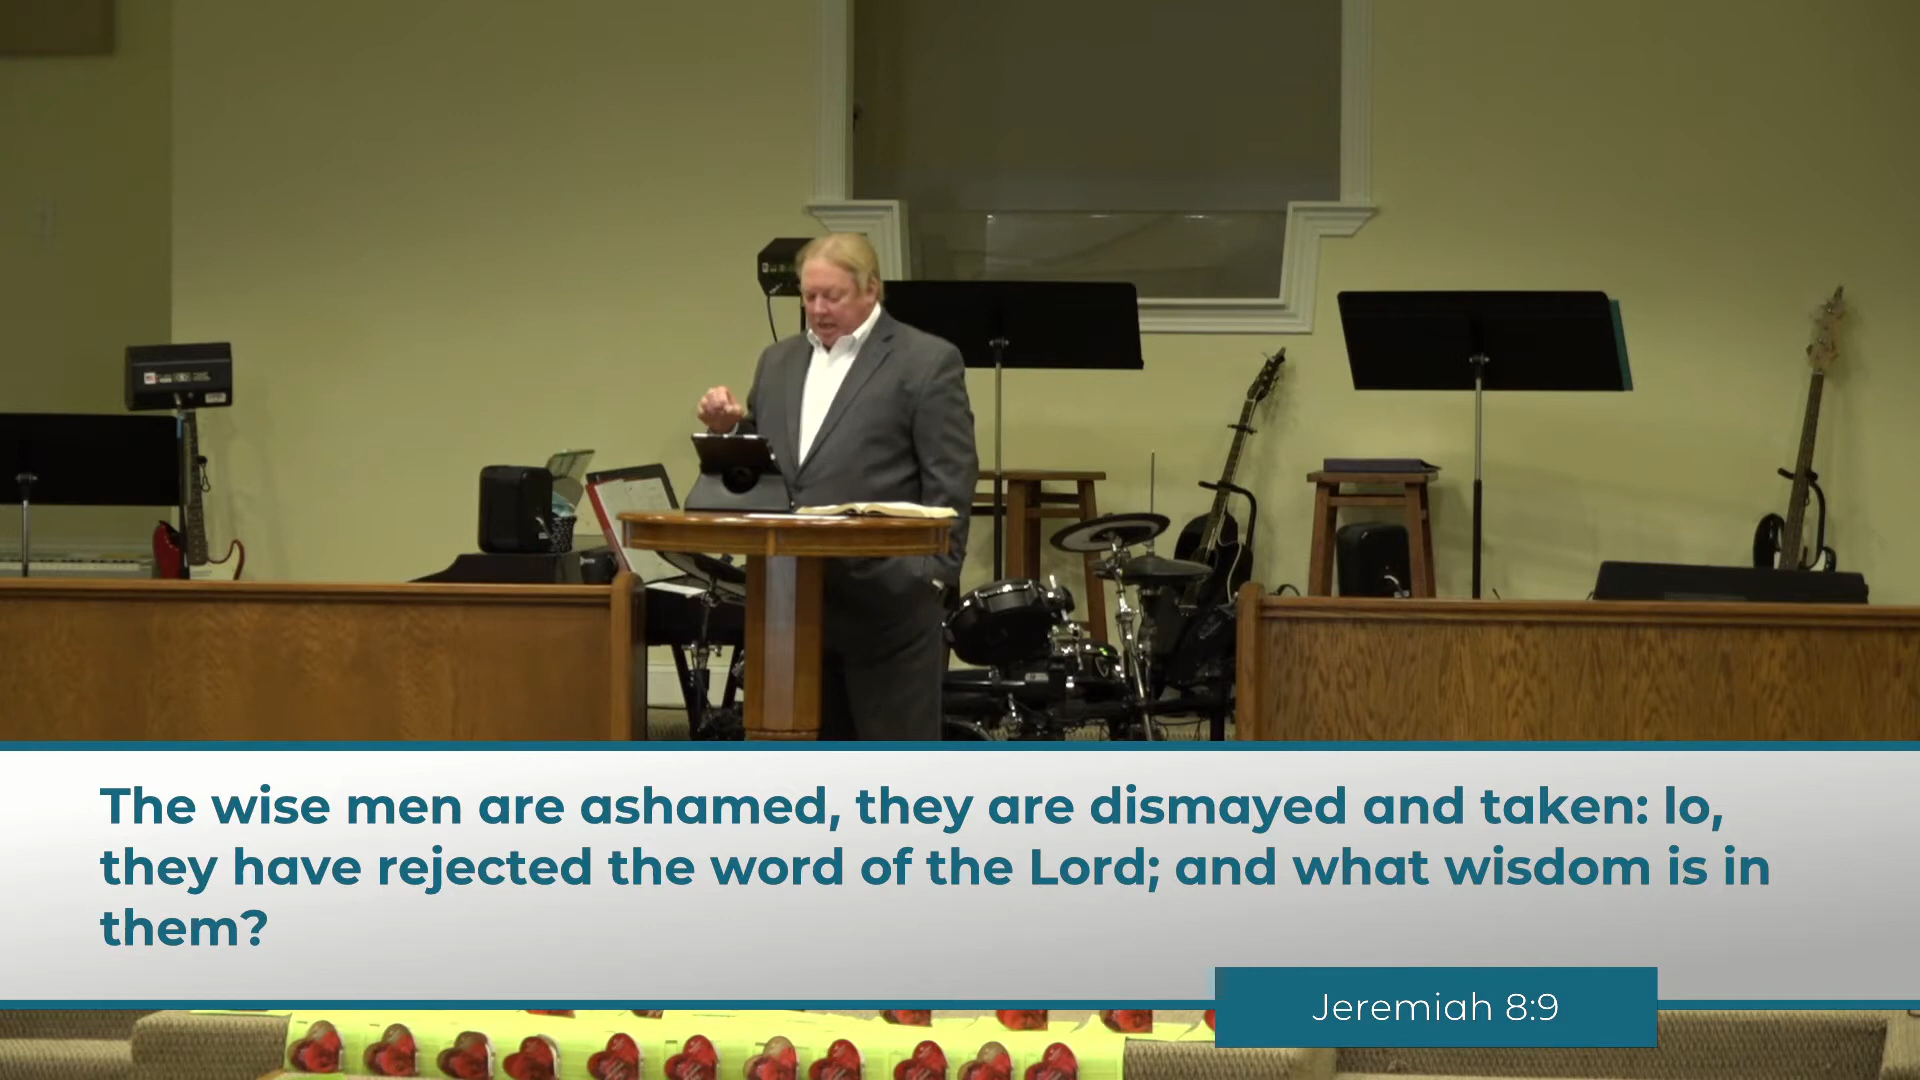 The wise men are ashamed, they are dismayed and taken: lo,
they have rejected the word of the Lord; and what wisdom is in
them?
Jeremiah 8:9